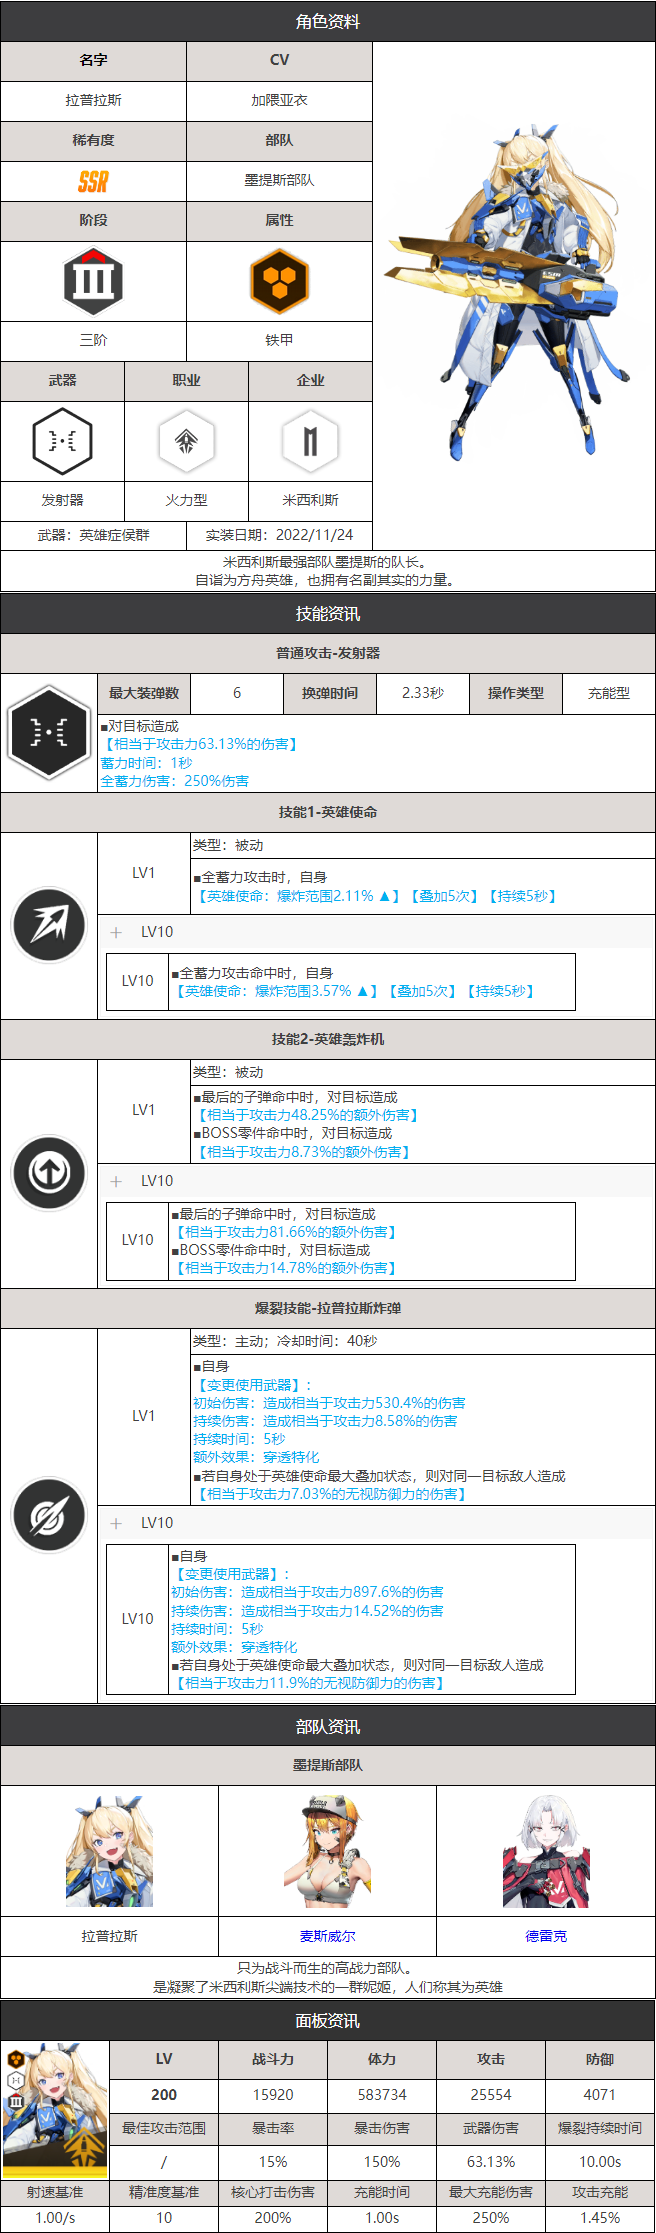 角色资料
名字
CV
拉普拉斯
加隈亚衣
稀有度
部队
SSR
墨提斯部队
阶段
属性
三阶
铁甲
武器
职业
企业
发射器
火力型
米西利斯
武器：英雄症侯群
实装日期：2022/11/24
米西利斯最强部队墨提斯的队长。
自诣为方舟英雄，也拥有名副其实的力量。
技能资讯
普通攻击-发射器
最大装弹数
6
换弹时间
2.33秒
操作类型
充能型
■对目标造成
【相当于攻击力63.13%的伤害】
蓄力时间：1秒
全蓄力伤害：250%伤害
技能1-英雄使命
LV1
类型：被动
■全蓄力攻击时，自身
【英雄使命：爆炸范围2.11% ▲】【叠加5次】【持续5秒】
＋ LV10
LV10
■全蓄力攻击命中时，自身
【英雄使命：爆炸范围3.57% ▲】【叠加5次】【持续5秒】
技能2-英雄轰炸机
LV1
类型：被动
■最后的子弹命中时，对目标造成
【相当于攻击力48.25%的额外伤害】
■BOSS零件命中时，对目标造成
【相当于攻击力8.73%的额外伤害】
＋ LV10
LV10
■最后的子弹命中时，对目标造成
【相当于攻击力81.66%的额外伤害】
■BOSS零件命中时，对目标造成
【相当于攻击力14.78%的额外伤害】
爆裂技能-拉普拉斯炸弹
LV1
类型：主动；冷却时间：40秒
■自身
【变更使用武器】：
初始伤害：造成相当于攻击力530.4%的伤害
持续伤害：造成相当于攻击力8.58%的伤害
持续时间：5秒
额外效果：穿透特化
■若自身处于英雄使命最大叠加状态，则对同一目标敌人造成
【相当于攻击力7.03%的无视防御力的伤害】
＋ LV10
LV10
■自身
【变更使用武器】：
初始伤害：造成相当于攻击力897.6%的伤害
持续伤害：造成相当于攻击力14.52%的伤害
持续时间：5秒
额外效果：穿透特化
■若自身处于英雄使命最大叠加状态，则对同一目标敌人造成
【相当于攻击力11.9%的无视防御力的伤害】
部队资讯
墨提斯部队
拉普拉斯
麦斯威尔
德雷克
只为战斗而生的高战力部队。
是凝聚了米西利斯尖端技术的一群妮姬，人们称其为英雄
面板资讯
LV
战斗力
体力
攻击
防御
200
15920
583734
25554
4071
最佳攻击范围
暴击率
暴击伤害
武器伤害
爆裂持续时间
/
15%
150%
63.13%
10.00s
射速基准
精准度基准
核心打击伤害
充能时间
最大充能伤害
攻击充能
1.00/s
10
200%
1.00s
250%
1.45%